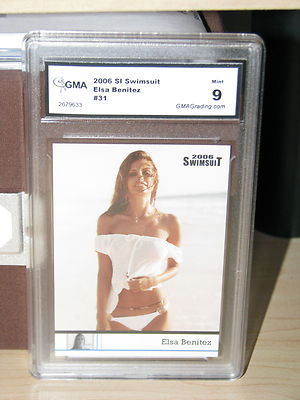 GMA
2679633
2006 SI Swimsuit
Elsa Benitez
#31
Mint
9
GMAGrading.com
2006
SWIMSUIT
Elsa Benitez